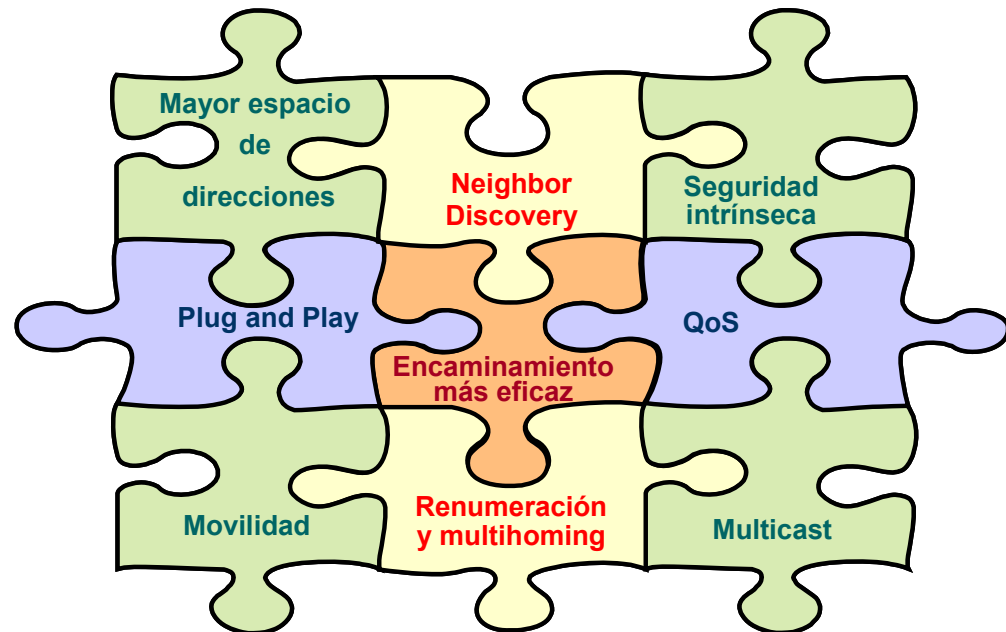 Mayor espacio
de
direcciones
Neighbor
Discovery
Seguridad
intrínseca
Plug and Play
Encaminamiento
más eficaz
QoS
Movilidad
Renumeración
y multihoming
Multicast